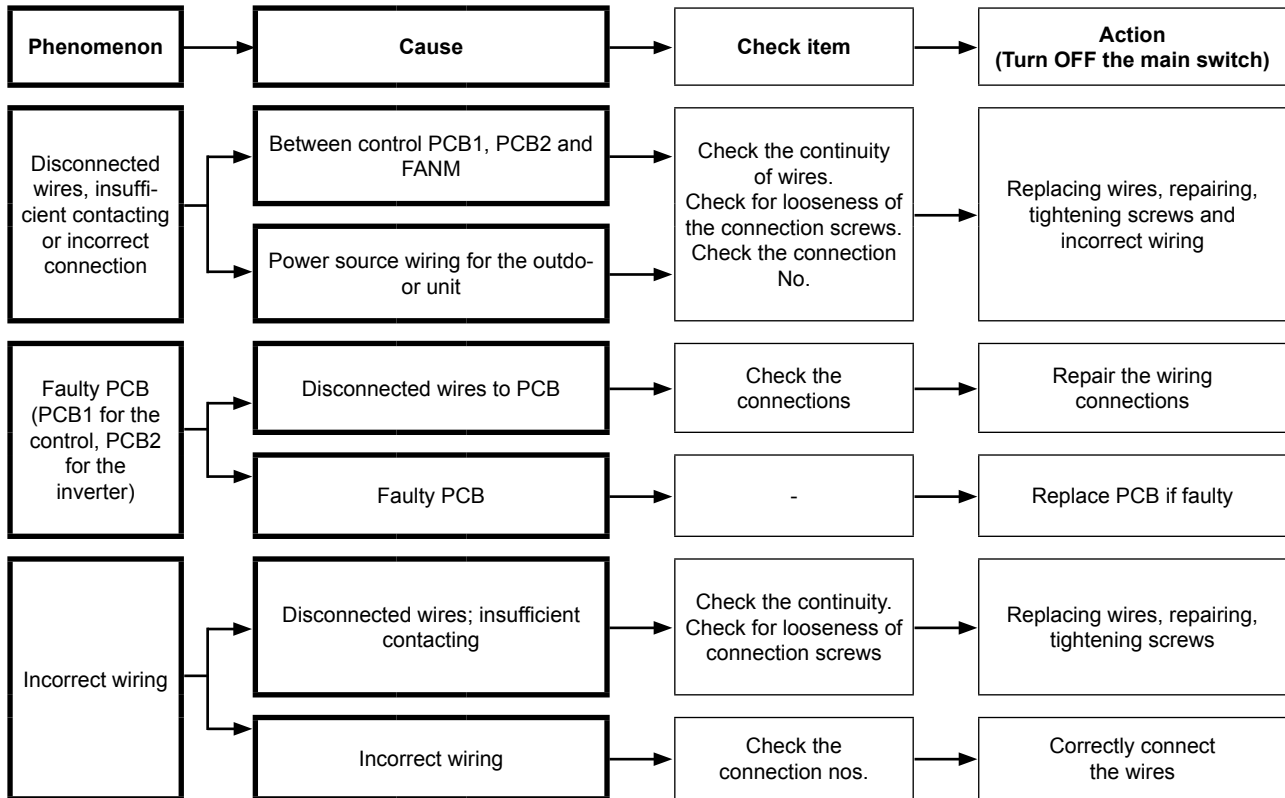 Phenomenon
Cause
Check item
Action
(Turn OFF the main switch)
Disconnected
wires, insuffi-
cient contacting
or incorrect
connection
Between control PCB1, PCB2 and
FANM
Power source wiring for the outdo-
or unit
Check the continuity
of wires.
Check for looseness of
the connection screws.
Check the connection
No.
Replacing wires, repairing,
tightening screws and
incorrect wiring
Faulty PCB
(PCB1 for the
control, PCB2
for the
inverter)
Disconnected wires to PCB
Check the
connections
Repair the wiring
connections
Faulty PCB
-
Replace PCB if faulty
Incorrect wiring
Disconnected wires; insufficient
contacting
Check the continuity.
Check for looseness of
connection screws
Replacing wires, repairing,
tightening screws
Incorrect wiring
Check the
connection nos.
Correctly connect
the wires